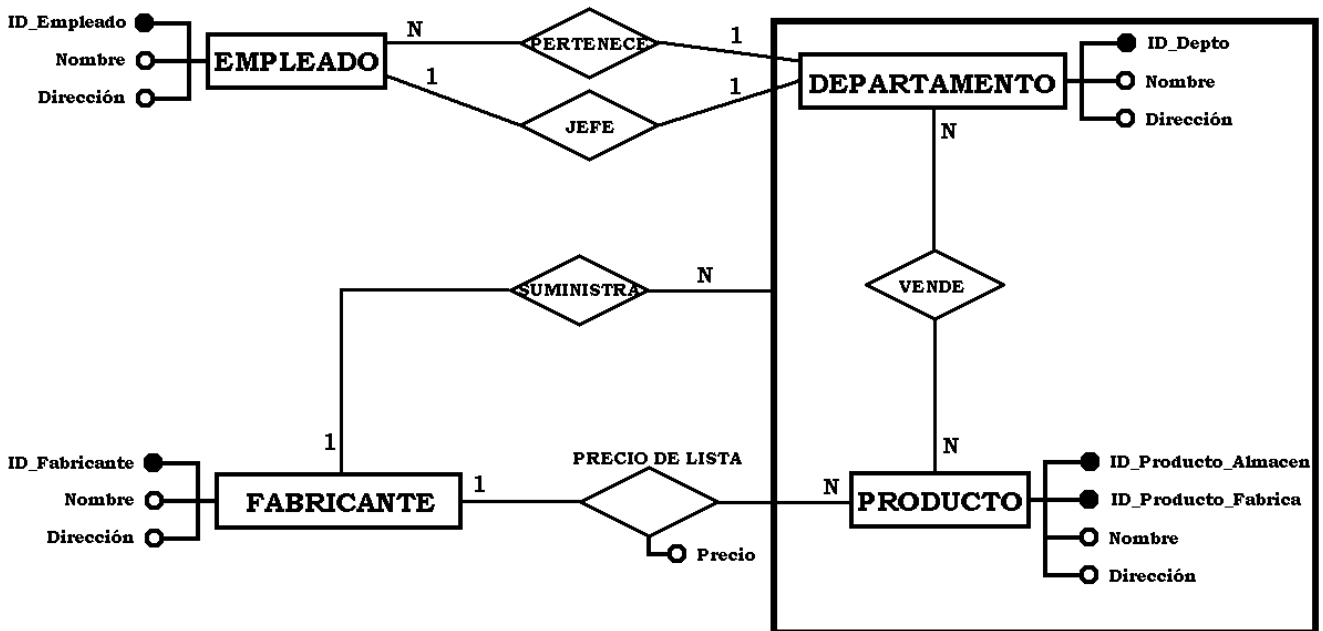 ID_Empleado
Nombre
Dirección
EMPLEADO
N
PERTENECE
1
1
JEFE
1
DEPARTAMENTO
ID_Depto
Nombre
Dirección
N
SUMINISTRA
N
VENDE
1
N
ID_Fabricante
Nombre
Dirección
FABRICANTE
1
PRECIO DE LISTA
Precio
N
PRODUCTO
ID_Producto_Almacen
ID_Producto_Fabrica
Nombre
Dirección